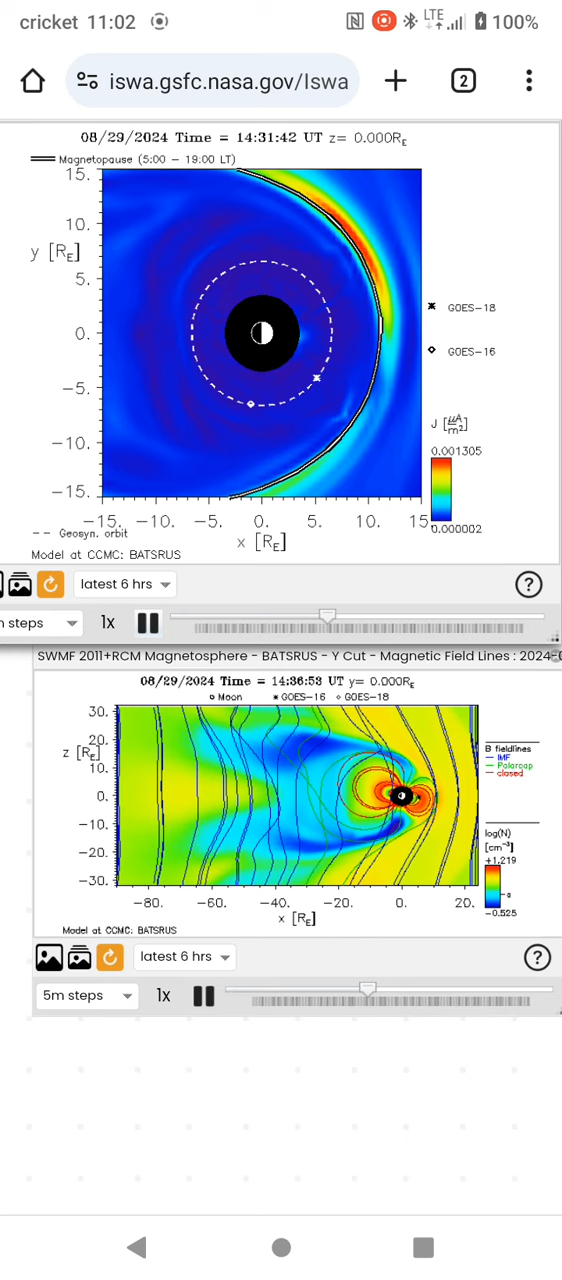 cricket 11:02 LTE 100%
iswa.gsfc.nasa.gov/Iswa 2
08/29/2024 Time = 14:31:42 UT z= 0.000RE
Magnetopause (5:00 – 19:00 LT)
15.
10.
y [RE]
5.
0.
−5.
−10.
−15.
−15. −10. −5. 0. 5. 10. 15.
x [RE]
GOES−18
GOES−16
J [μA/m²]
0.001305
0.000002
−− Geosyn. orbit
Model at CCMC: BATSRUS
latest 6 hrs ?
steps 1x
SWMF 2011+RCM Magnetosphere - BATSRUS - Y Cut - Magnetic Field Lines : 2024-
08/29/2024 Time = 14:36:53 UT y= 0.000RE
Moon GOES−16 GOES−18
30.
20.
z [RE]
10.
0.
−10.
−20.
−30.
−80. −60. −40. −20. 0. 20.
x [RE]
B fieldlines
IMF
Polarcap
closed
log(N)
[cm⁻³]
+1.219
−0.525
Model at CCMC: BATSRUS
latest 6 hrs ?
5m steps 1x